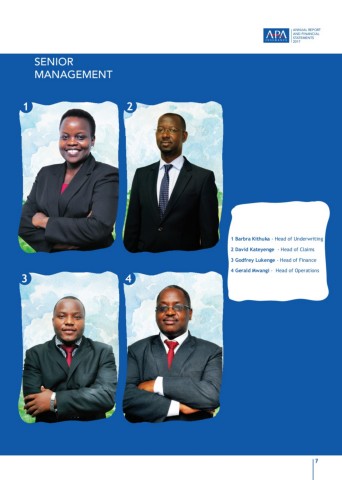 APA
ANNUAL REPORT
AND FINANCIAL
STATEMENTS
2017
SENIOR
MANAGEMENT
1
2
1 Barbra Kithuka - Head of Underwriting
2 David Kateyenge - Head of Claims
3 Godfrey Lukenge - Head of Finance
4 Gerald Mwangi - Head of Operations
3
4
7